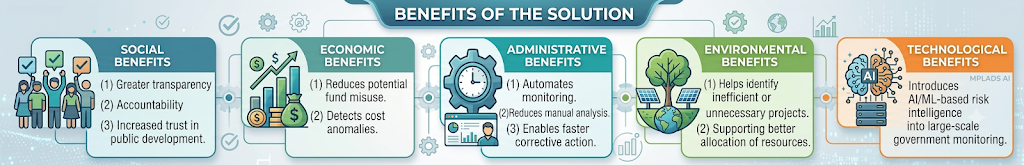 BENEFITS OF THE SOLUTION
SOCIAL
BENEFITS
(1) Greater transparency
(2) Accountability
(3) Increased trust in
public development.
ECONOMIC
BENEFITS
(1) Reduces potential
fund misuse.
(2) Detects cost
anomalies.
ADMINISTRATIVE
BENEFITS
(1) Automates
monitoring.
(2)Reduces manual analysis.
(3) Enables faster
corrective action.
ENVIRONMENTAL
BENEFITS
(1) Helps identify
inefficient or
unnecessary projects.
(2) Supporting better
allocation of resources.
TECHNOLOGICAL
BENEFITS
MPLADS AI
AI
Introduces
AI/ML-based risk
intelligence
into large-scale
government monitoring.